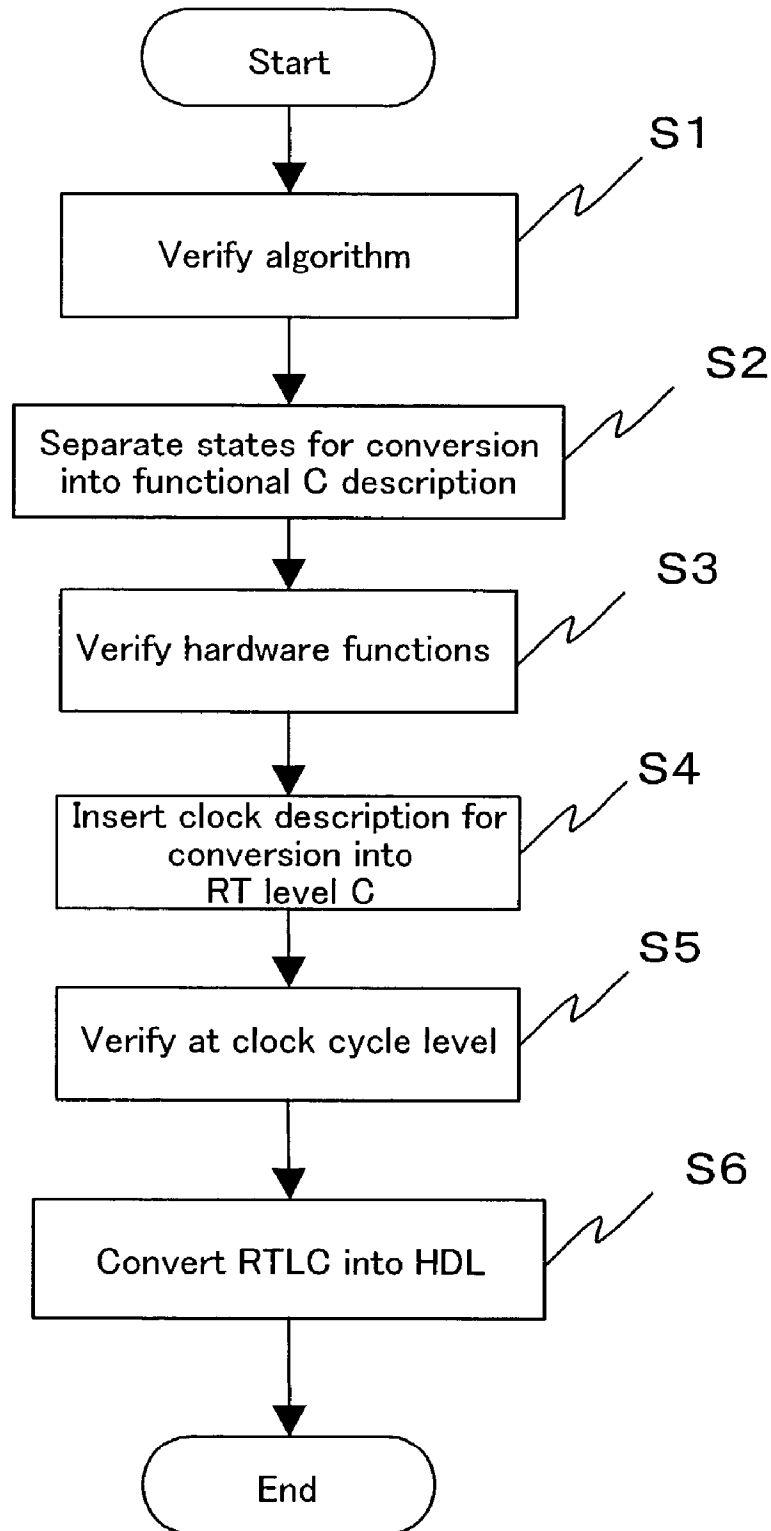 Start
S1
Verify algorithm
S2
Separate states for conversion
into functional C description
S3
Verify hardware functions
S4
Insert clock description for
conversion into
RT level C
S5
Verify at clock cycle level
S6
Convert RTLC into HDL
End